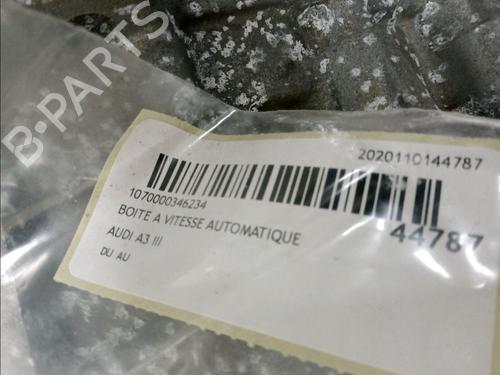 B-PARTS
2020110144787
1070000346234
44787
BOITE A VITESSE AUTOMATIQUE
AUDI A3 III
DU AU